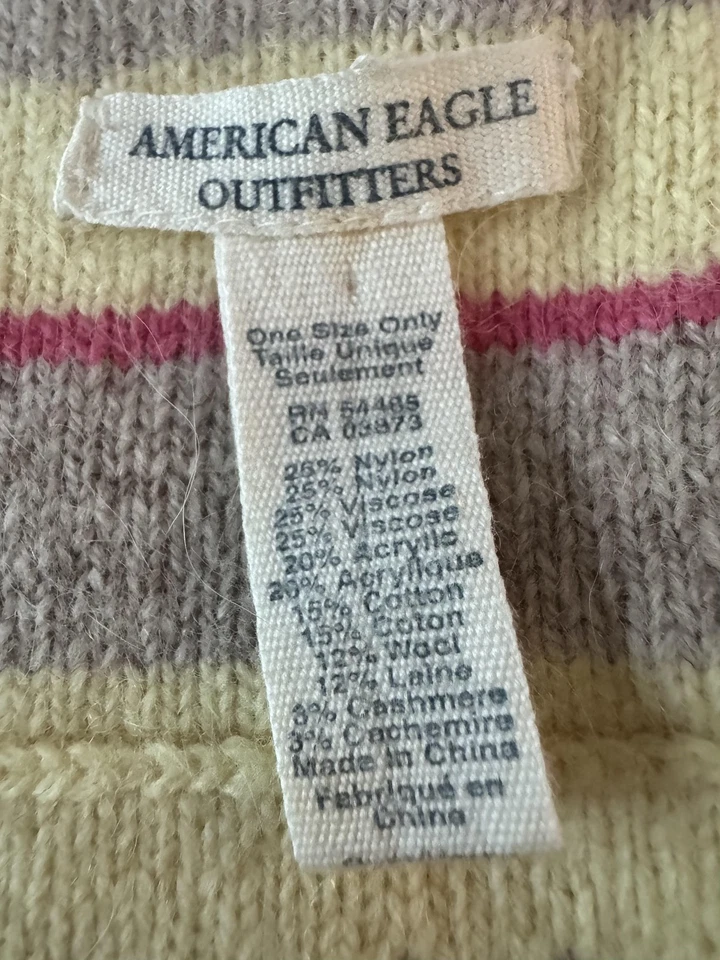 AMERICAN EAGLE
OUTFITTERS
One Size Only
Taille Unique
Seulement
RN 54485
CA 03973
25% Nylon
25% Nylon
25% Viscose
25% Viscose
20% Acrylic
20% Acrylique
15% Cotton
15% Coton
12% Wool
12% Laine
3% Cashmere
3% Cachemire
Made in China
Fabriqué en
China